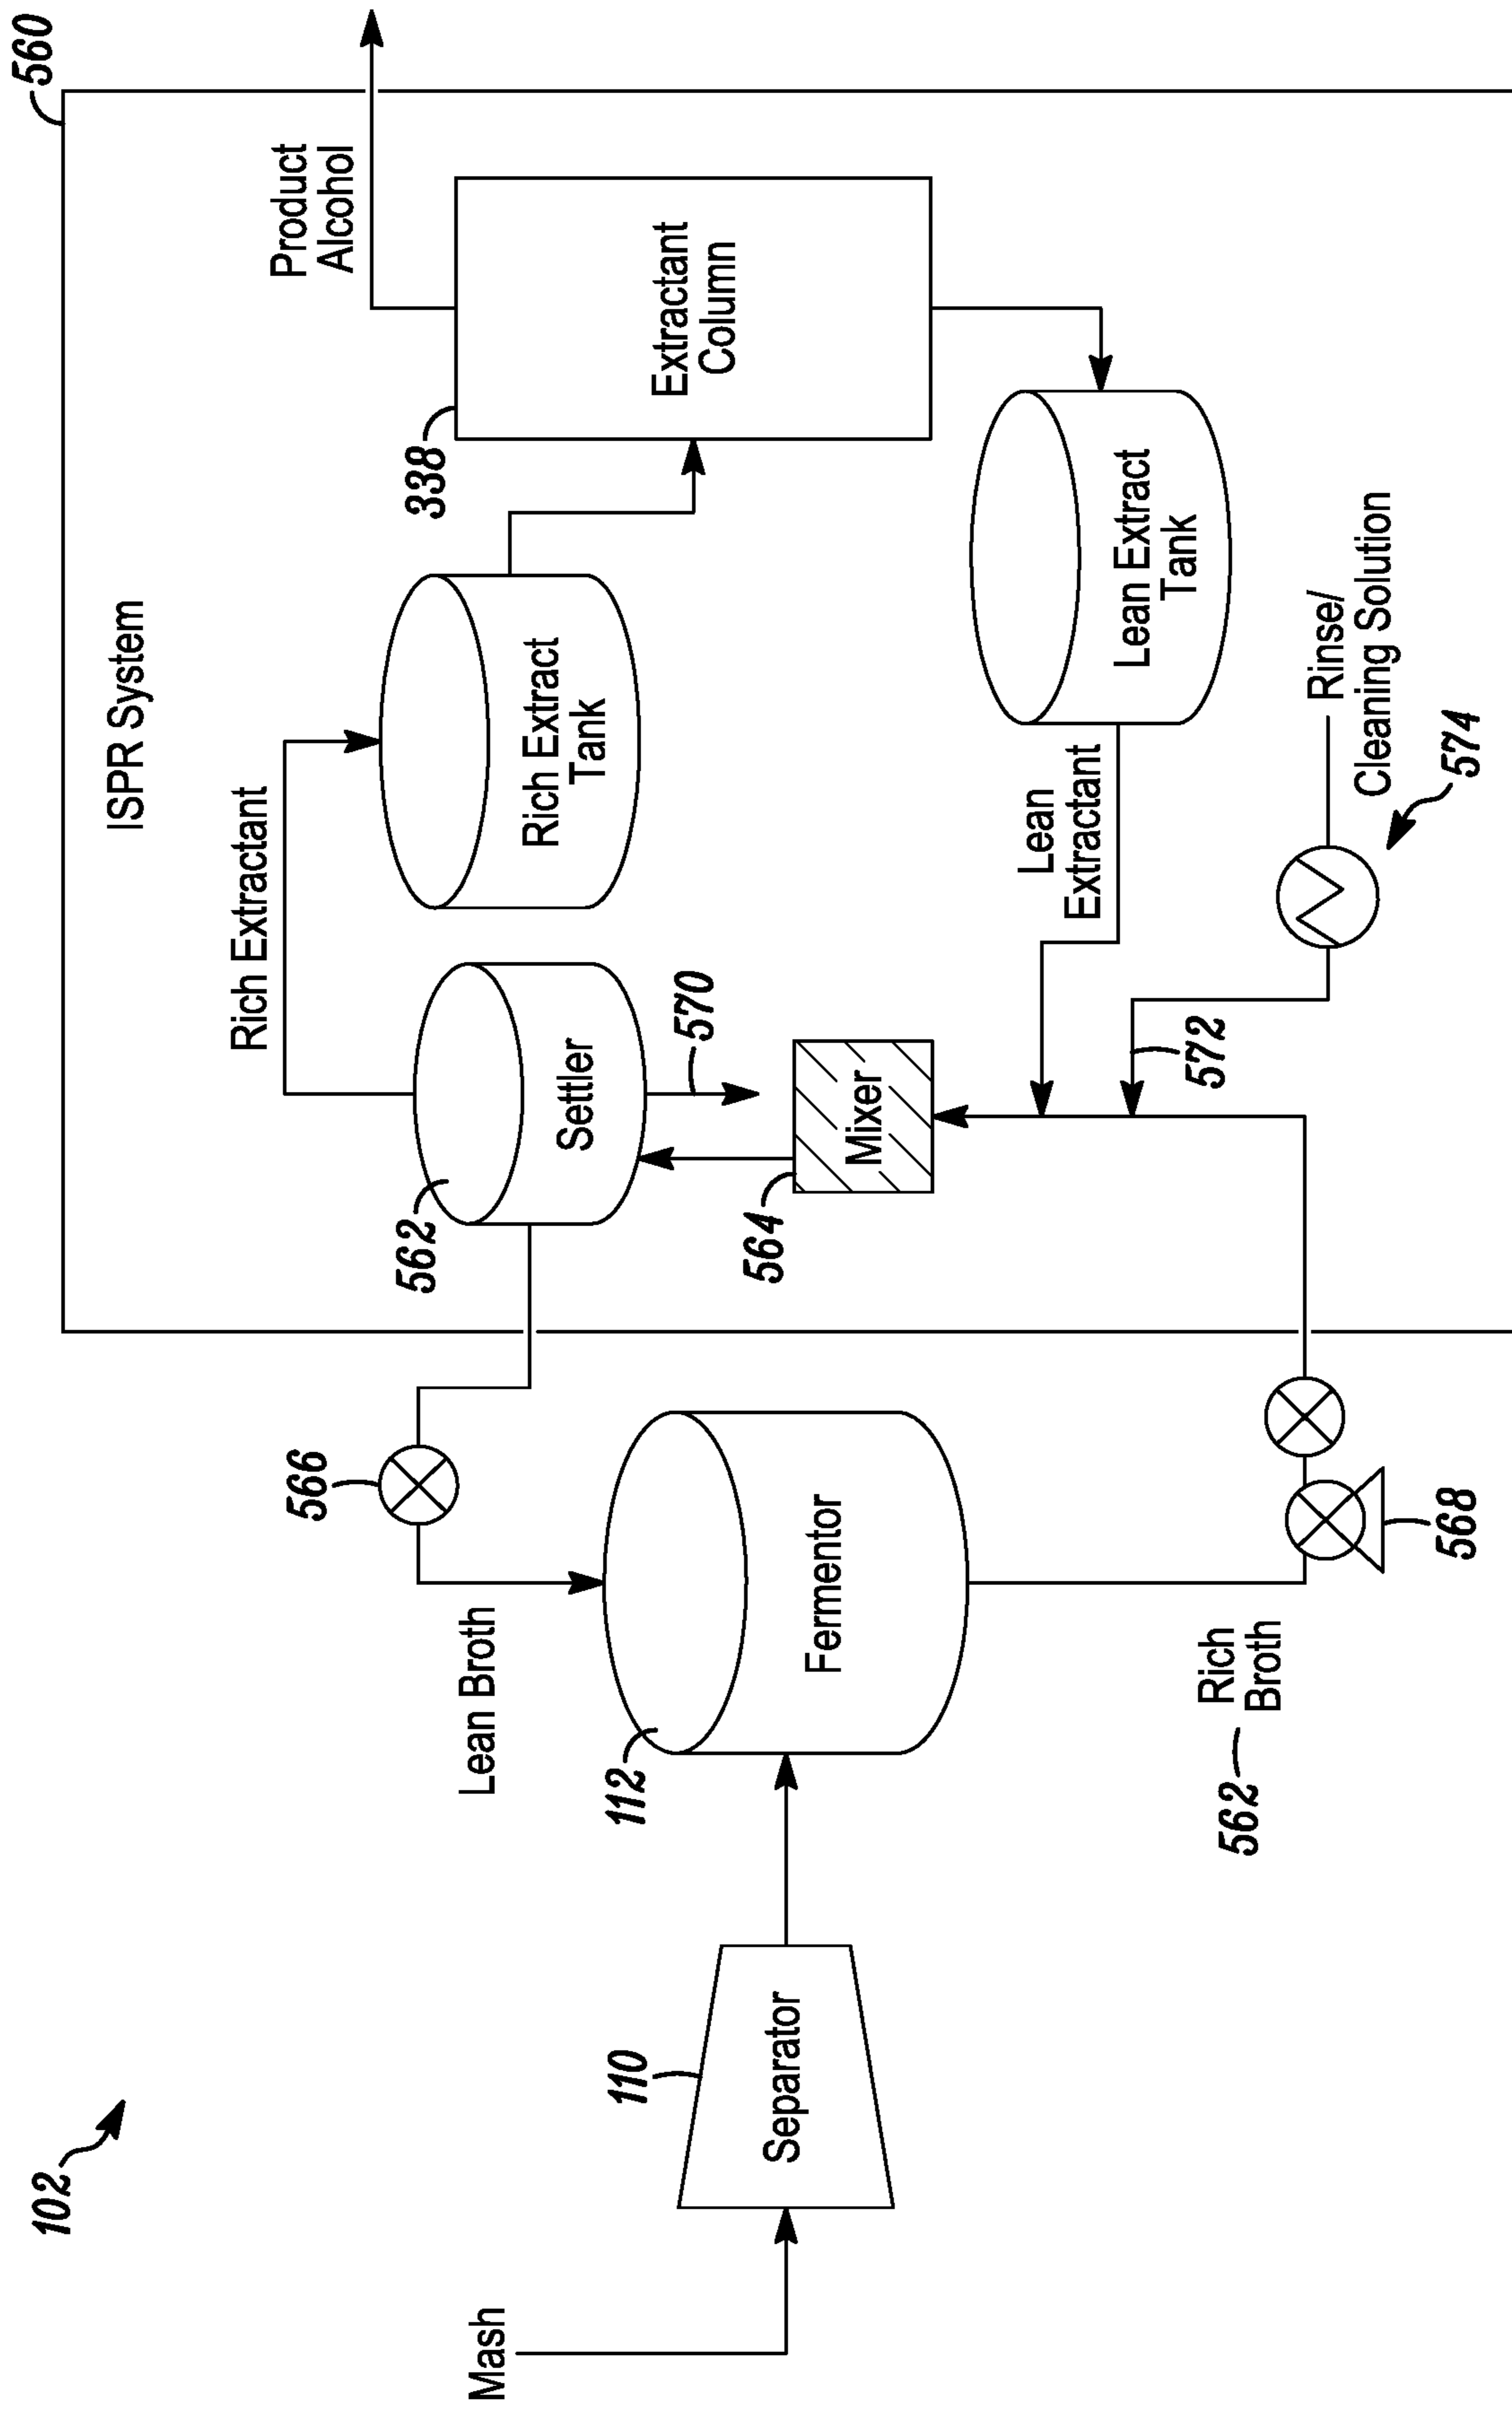 102
560
ISPR System
Product
Alcohol
Rich Extractant
338
Extractant
Column
Rich Extract
Tank
566
562
Settler
570
Lean Broth
Mash
110
Separator
112
Fermentor
564
Mixer
Lean
Extractant
Lean Extract
Tank
572
Rinse/
Cleaning Solution
574
562
Rich
Broth
568